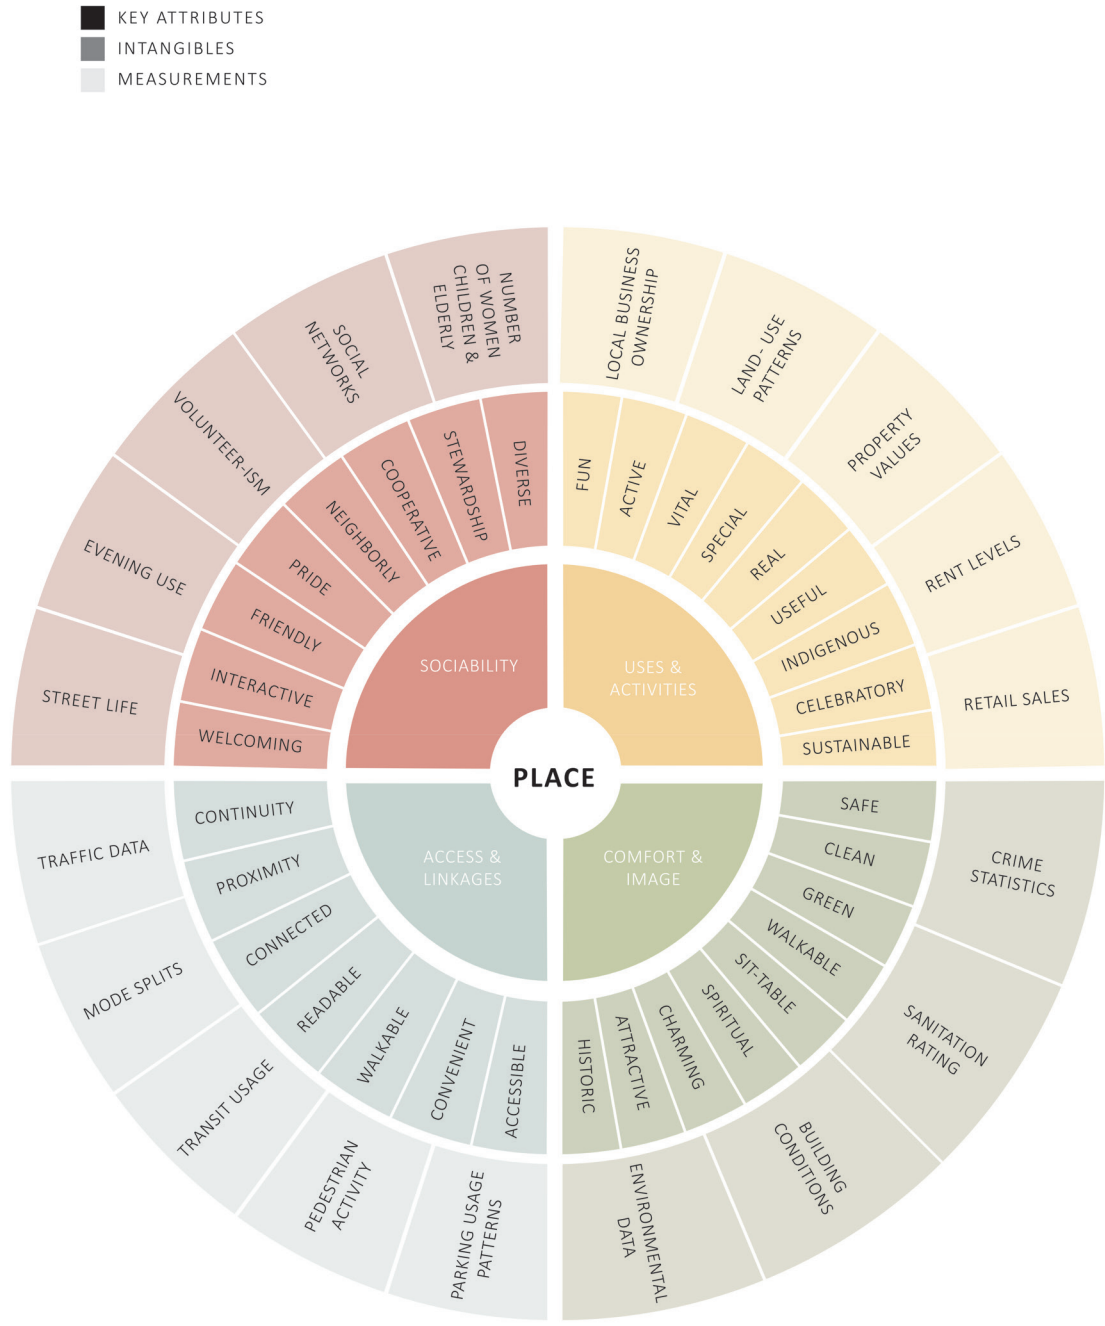 KEY ATTRIBUTES
INTANGIBLES
MEASUREMENTS
PLACE
SOCIABILITY
USES &
ACTIVITIES
ACCESS &
LINKAGES
COMFORT &
IMAGE
DIVERSE
STEWARDSHIP
COOPERATIVE
NEIGHBORLY
PRIDE
FRIENDLY
INTERACTIVE
WELCOMING
NUMBER
OF WOMEN
CHILDREN &
ELDERLY
SOCIAL
NETWORKS
VOLUNTEER-ISM
EVENING USE
STREET LIFE
FUN
ACTIVE
VITAL
SPECIAL
REAL
USEFUL
INDIGENOUS
CELEBRATORY
SUSTAINABLE
LOCAL BUSINESS
OWNERSHIP
LAND- USE
PATTERNS
PROPERTY
VALUES
RENT LEVELS
RETAIL SALES
SAFE
CLEAN
GREEN
WALKABLE
SIT-TABLE
SPIRITUAL
CHARMING
ATTRACTIVE
HISTORIC
CRIME
STATISTICS
SANITATION
RATING
BUILDING
CONDITIONS
ENVIRONMENTAL
DATA
CONTINUITY
PROXIMITY
CONNECTED
READABLE
WALKABLE
CONVENIENT
ACCESSIBLE
TRAFFIC DATA
MODE SPLITS
TRANSIT USAGE
PEDESTRIAN
ACTIVITY
PARKING USAGE
PATTERNS